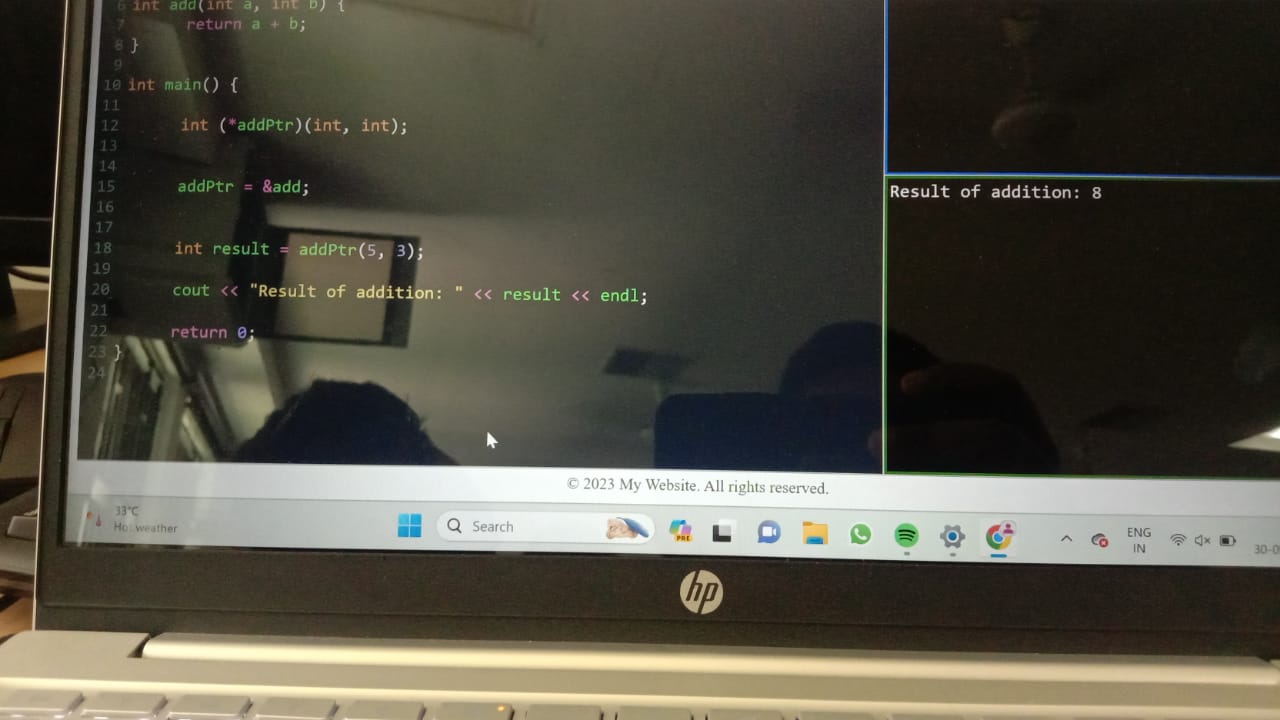 6 int add(int a, int b) {
7 return a + b;
8 }
9
10 int main() {
11
12 int (*addPtr)(int, int);
13
14
15 addPtr = &add;
16
17
18 int result = addPtr(5, 3);
19
20 cout << "Result of addition: " << result << endl;
21
22 return 0;
23 }
24
Result of addition: 8
© 2023 My Website. All rights reserved.
33°C
Hot weather
Search
PRE
ENG
IN
hp